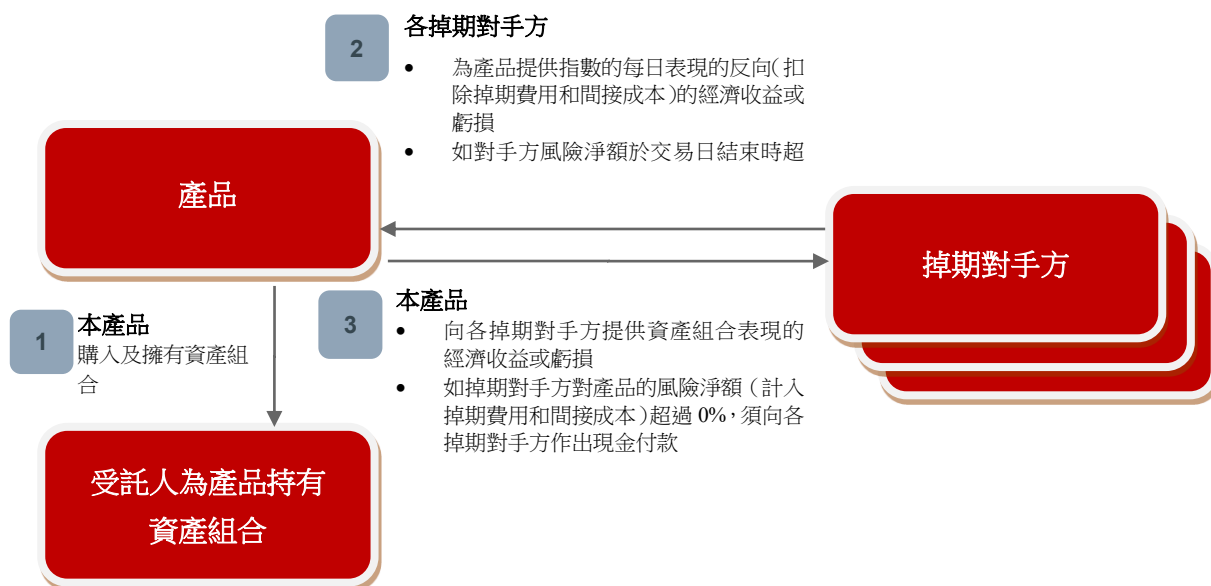 2
各掉期對手方
• 為產品提供指數的每日表現的反向（扣
除掉期費用和間接成本）的經濟收益或
虧損
• 如對手方風險淨額於交易日結束時超
產品
掉期對手方
1
本產品
購入及擁有資產組
合
3
本產品
• 向各掉期對手方提供資產組合表現的
經濟收益或虧損
• 如掉期對手方對產品的風險淨額（計入
掉期費用和間接成本）超過 0%，須向各
掉期對手方作出現金付款
受託人為產品持有
資產組合